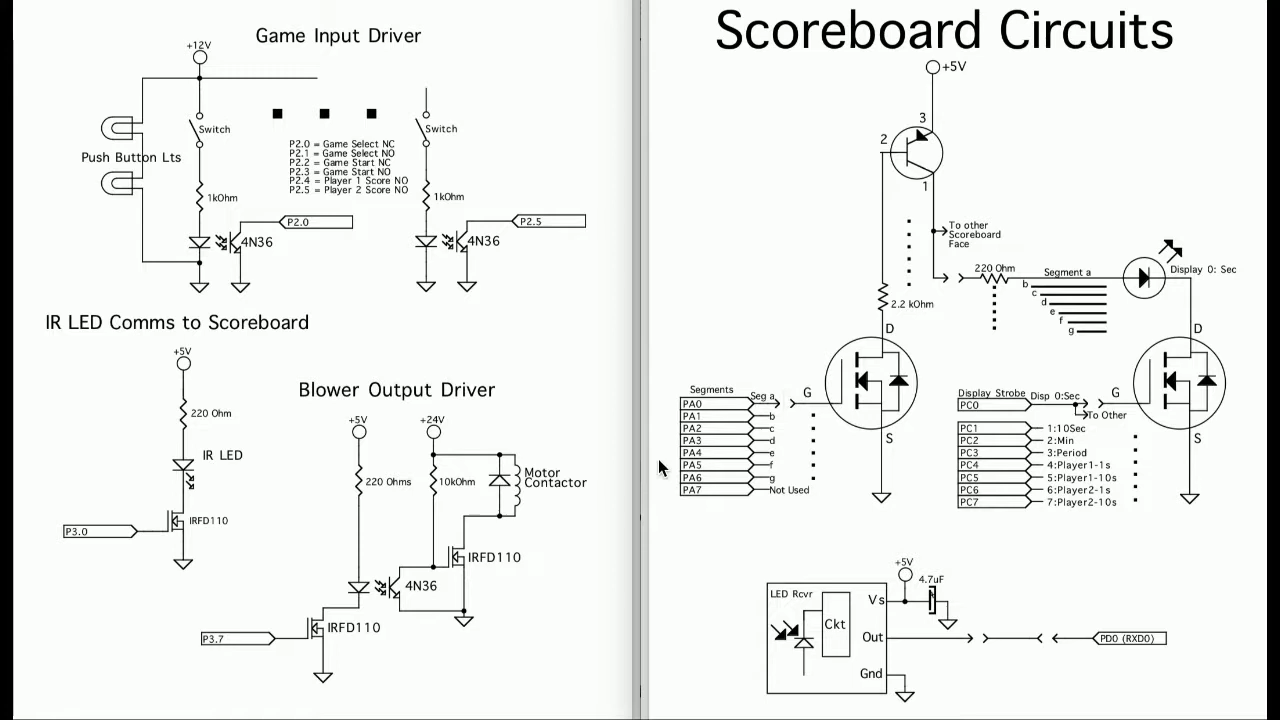 Game Input Driver
+12V
Switch
Switch
Push Button Lts
P2.0 = Game Select NC
P2.1 = Game Select NO
P2.2 = Game Start NC
P2.3 = Game Start NO
P2.4 = Player 1 Score NO
P2.5 = Player 2 Score NO
1kOhm
1kOhm
P2.0
P2.5
4N36
4N36
IR LED Comms to Scoreboard
+5V
220 Ohm
IR LED
IRFD110
P3.0
Blower Output Driver
+5V
+24V
220 Ohms
10kOhm
Motor
Contactor
IRFD110
4N36
IRFD110
P3.7
Scoreboard Circuits
+5V
3
2
1
To other
Scoreboard
Face
220 Ohm
Segment a
b
c
d
e
f
g
Display 0: Sec
2.2 kOhm
D
D
Segments
Seg a
G
PA0
PA1 b
PA2 c
PA3 d
PA4 e
PA5 f
PA6 g
PA7 Not Used
S
Display Strobe
Disp 0:Sec
G
PC0
To Other
PC1 1:10Sec
PC2 2:Min
PC3 3:Period
PC4 4:Player1-1s
PC5 5:Player1-10s
PC6 6:Player2-1s
PC7 7:Player2-10s
S
+5V
4.7uF
LED Rcvr
Vs
Ckt
Out
PD0 (RXD0)
Gnd